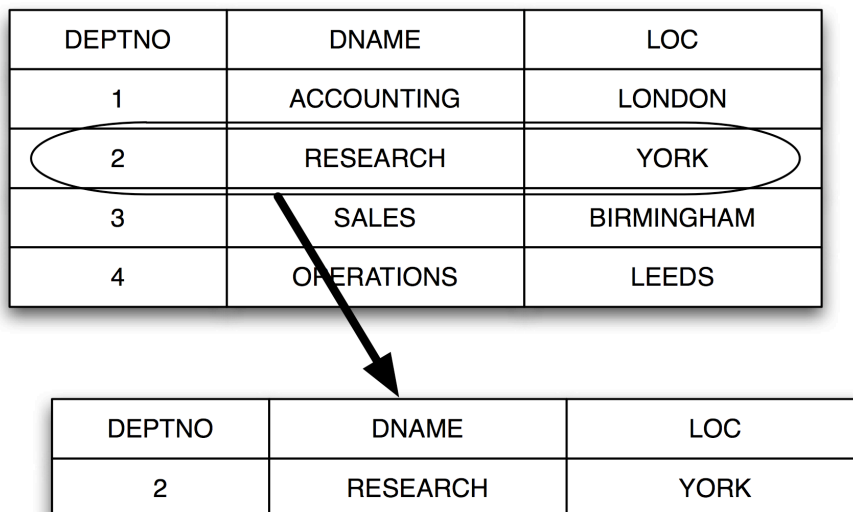 DEPTNO DNAME LOC
1 ACCOUNTING LONDON
2 RESEARCH YORK
3 SALES BIRMINGHAM
4 OPERATIONS LEEDS
DEPTNO DNAME LOC
2 RESEARCH YORK